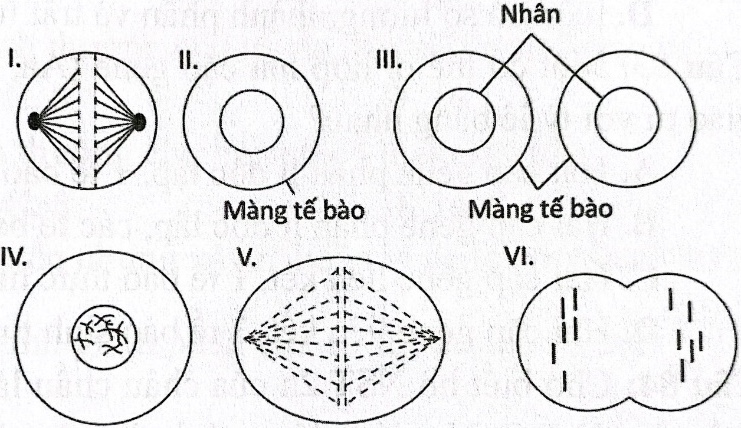 Nhân
I.
II.
III.
Màng tế bào
Màng tế bào
IV.
V.
VI.